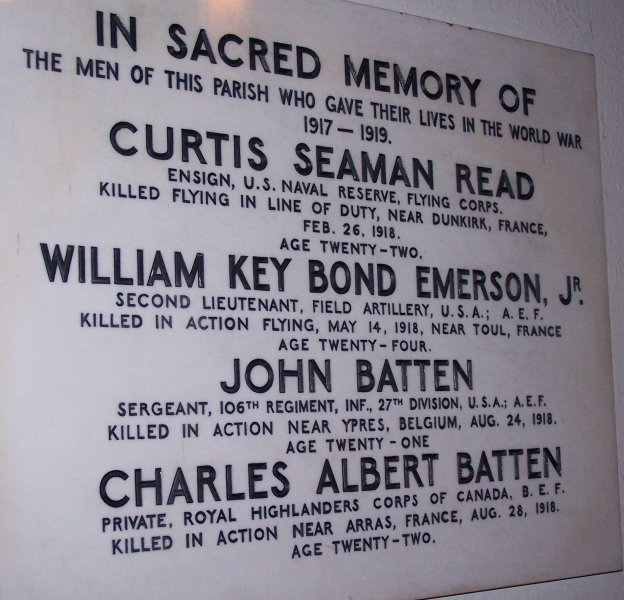 IN SACRED MEMORY OF
THE MEN OF THIS PARISH WHO GAVE THEIR LIVES IN THE WORLD WAR
1917 — 1919.
CURTIS SEAMAN READ
ENSIGN, U.S. NAVAL RESERVE, FLYING CORPS.
KILLED FLYING IN LINE OF DUTY, NEAR DUNKIRK, FRANCE,
FEB. 26, 1918.
AGE TWENTY-TWO.
WILLIAM KEY BOND EMERSON, JR.
SECOND LIEUTENANT, FIELD ARTILLERY, U.S.A.; A.E.F.
KILLED IN ACTION FLYING, MAY 14, 1918, NEAR TOUL, FRANCE
AGE TWENTY-FOUR.
JOHN BATTEN
SERGEANT, 106TH REGIMENT, INF., 27TH DIVISION, U.S.A.; A.E.F.
KILLED IN ACTION NEAR YPRES, BELGIUM, AUG. 24, 1918.
AGE TWENTY-ONE
CHARLES ALBERT BATTEN
PRIVATE, ROYAL HIGHLANDERS CORPS OF CANADA, B.E.F.
KILLED IN ACTION NEAR ARRAS, FRANCE, AUG. 28, 1918.
AGE TWENTY-TWO.